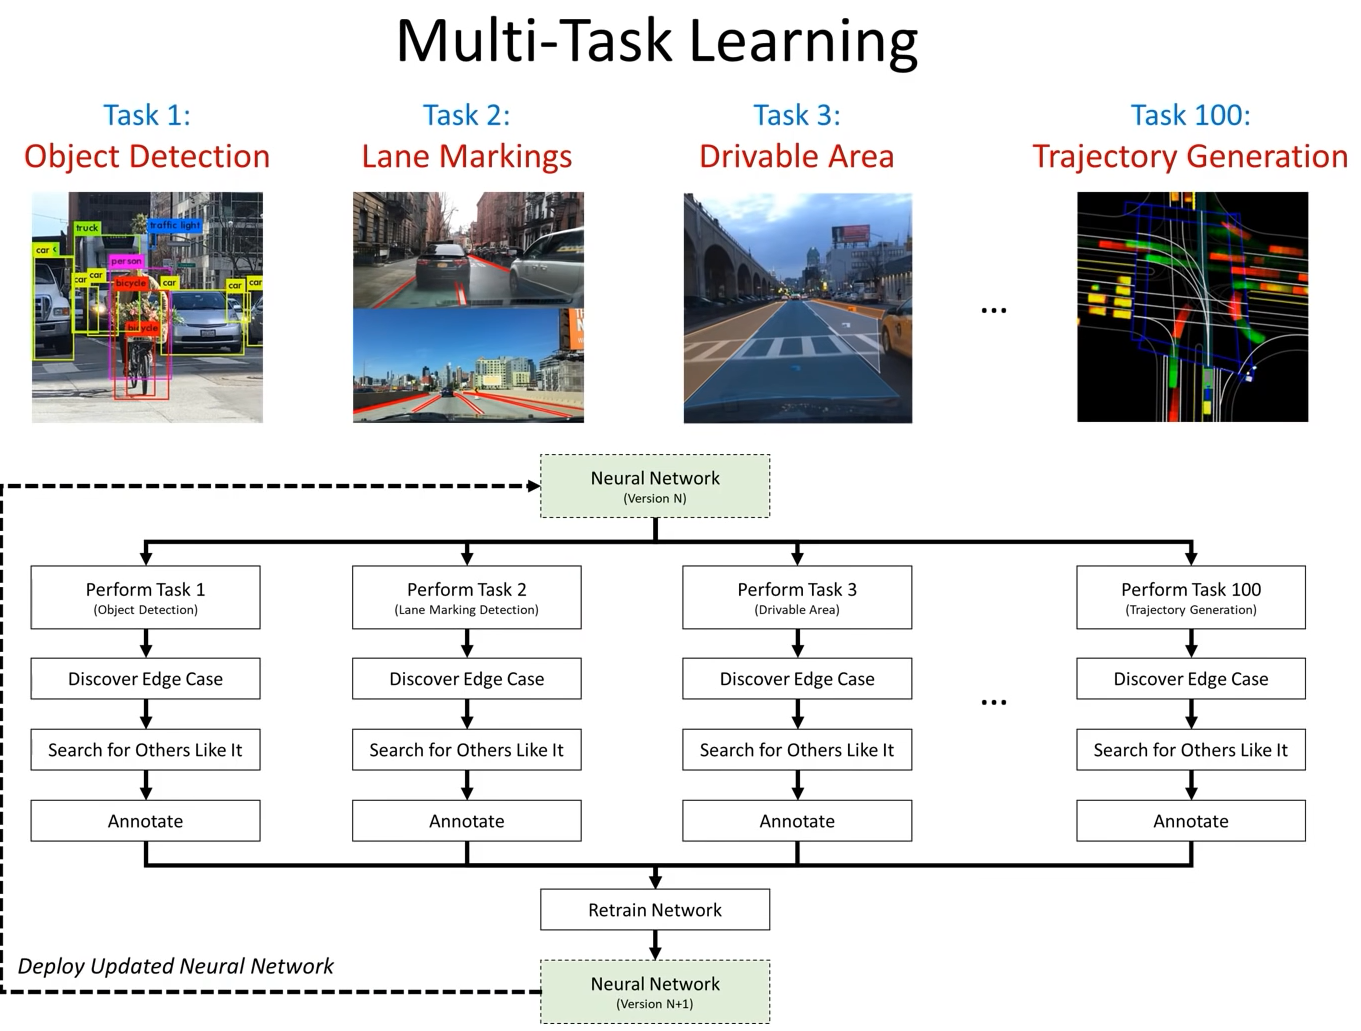 Multi-Task Learning
Task 1:
Object Detection
Task 2:
Lane Markings
Task 3:
Drivable Area
Task 100:
Trajectory Generation
truck
traffic light
car
person
car
car
bicycle
car
car
car
bicycle
...
Neural Network
(Version N)
Perform Task 1
(Object Detection)
Perform Task 2
(Lane Marking Detection)
Perform Task 3
(Drivable Area)
Perform Task 100
(Trajectory Generation)
Discover Edge Case
Discover Edge Case
Discover Edge Case
...
Discover Edge Case
Search for Others Like It
Search for Others Like It
Search for Others Like It
Search for Others Like It
Annotate
Annotate
Annotate
Annotate
Retrain Network
Deploy Updated Neural Network
Neural Network
(Version N+1)